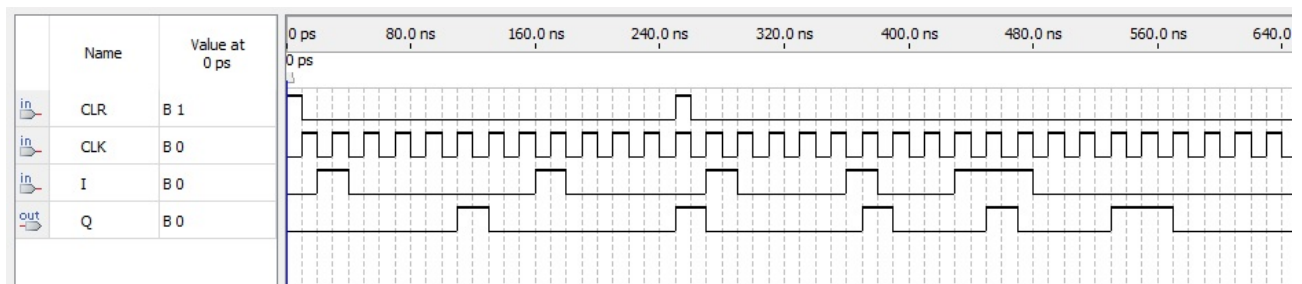 Name Value at 0 ps
0 ps 80.0 ns 160.0 ns 240.0 ns 320.0 ns 400.0 ns 480.0 ns 560.0 ns 640.0
0 ps
in CLR B 1
in CLK B 0
in I B 0
out Q B 0